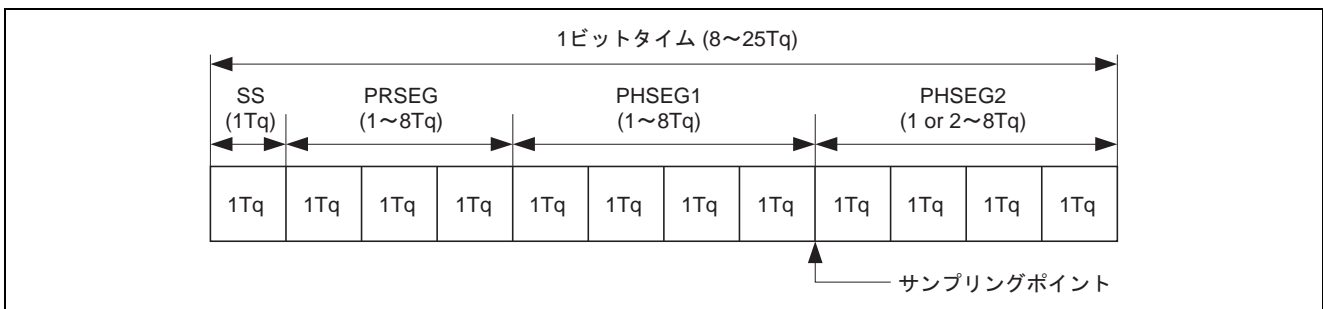 1ビットタイム (8～25Tq)
SS PRSEG PHSEG1 PHSEG2
(1Tq) (1～8Tq) (1～8Tq) (1 or 2～8Tq)
1Tq 1Tq 1Tq 1Tq 1Tq 1Tq 1Tq 1Tq 1Tq 1Tq 1Tq 1Tq
サンプリングポイント